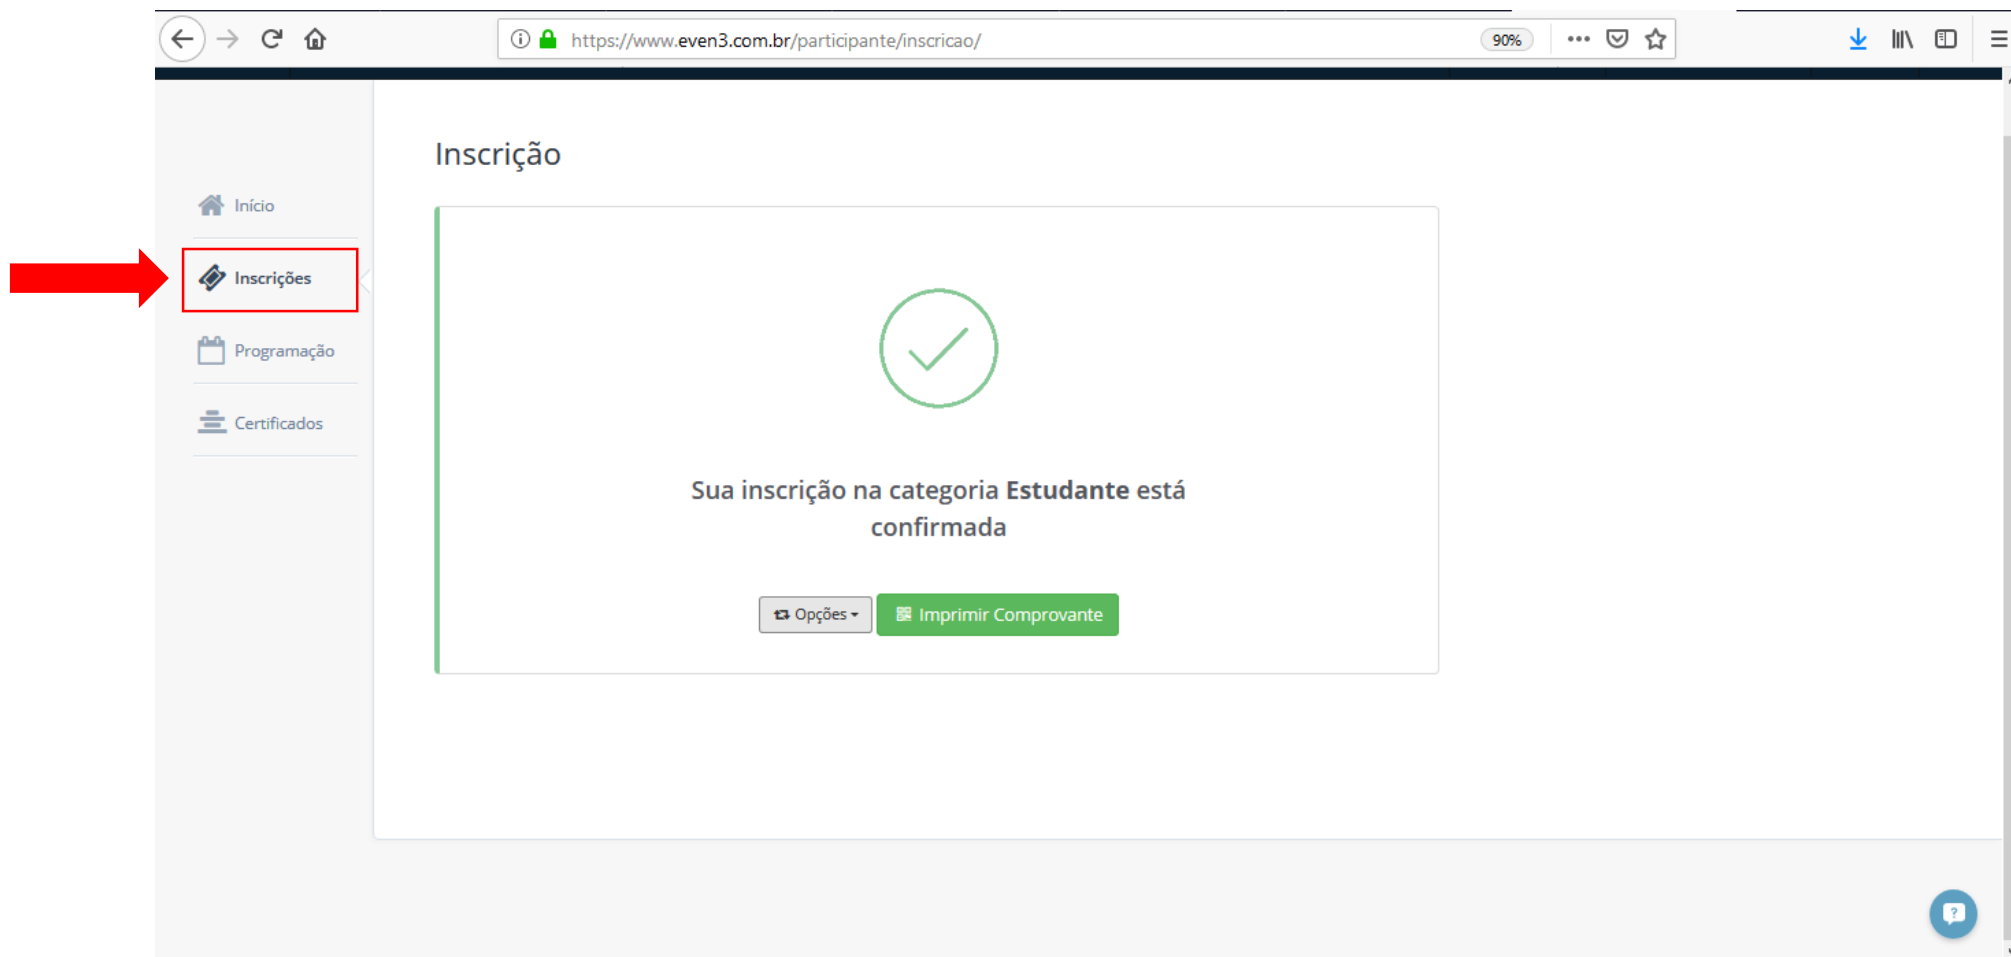 https://www.even3.com.br/participante/inscricao/
90%
Inscrição
Início
Inscrições
Programação
Certificados
Sua inscrição na categoria Estudante está
confirmada
Opções
Imprimir Comprovante